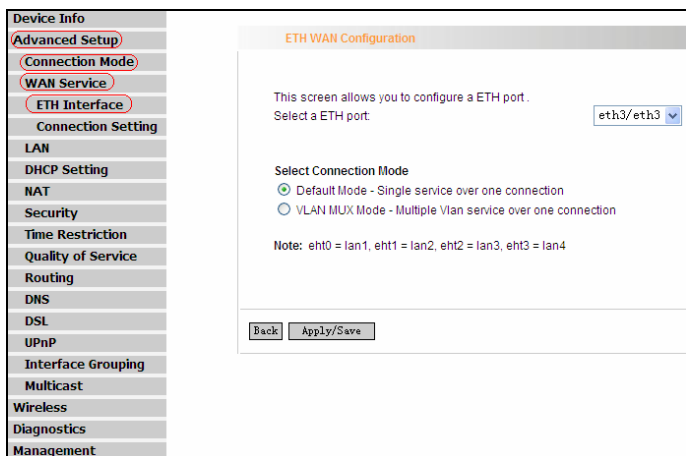 Device Info
Advanced Setup
Connection Mode
WAN Service
ETH Interface
Connection Setting
LAN
DHCP Setting
NAT
Security
Time Restriction
Quality of Service
Routing
DNS
DSL
UPnP
Interface Grouping
Multicast
Wireless
Diagnostics
Management
ETH WAN Configuration
This screen allows you to configure a ETH port .
Select a ETH port: eth3/eth3
Select Connection Mode
Default Mode - Single service over one connection
VLAN MUX Mode - Multiple Vlan service over one connection
Note: eht0 = lan1, eht1 = lan2, eht2 = lan3, eht3 = lan4
Back Apply/Save